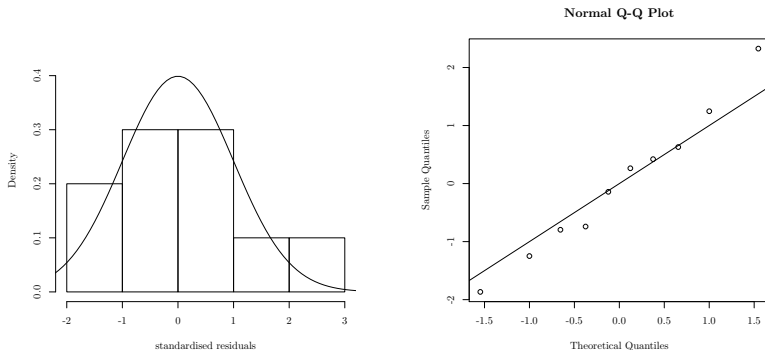 Density
0.0 0.1 0.2 0.3 0.4
-2 -1 0 1 2 3
standardised residuals
Normal Q-Q Plot
Sample Quantiles
-2 -1 0 1 2
-1.5 -1.0 -0.5 0.0 0.5 1.0 1.5
Theoretical Quantiles